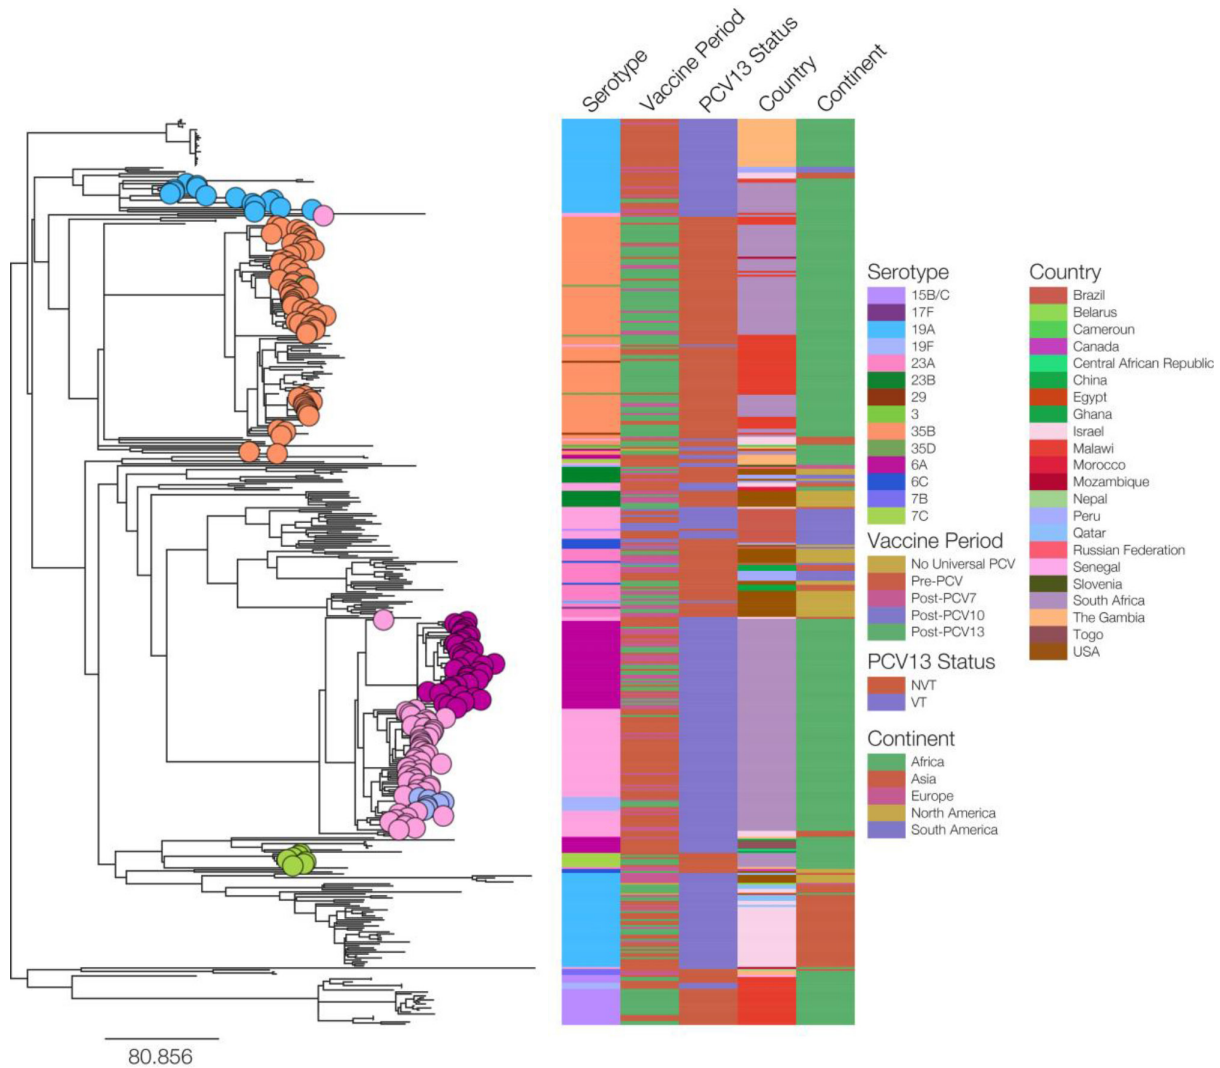 Serotype
Vaccine Period
PCV13 Status
Country
Continent
Serotype
15B/C
17F
19A
19F
23A
23B
29
3
35B
35D
6A
6C
7B
7C
Vaccine Period
No Universal PCV
Pre-PCV
Post-PCV7
Post-PCV10
Post-PCV13
PCV13 Status
NVT
VT
Continent
Africa
Asia
Europe
North America
South America
Country
Brazil
Belarus
Cameroun
Canada
Central African Republic
China
Egypt
Ghana
Israel
Malawi
Morocco
Mozambique
Nepal
Peru
Qatar
Russian Federation
Senegal
Slovenia
South Africa
The Gambia
Togo
USA
80.856